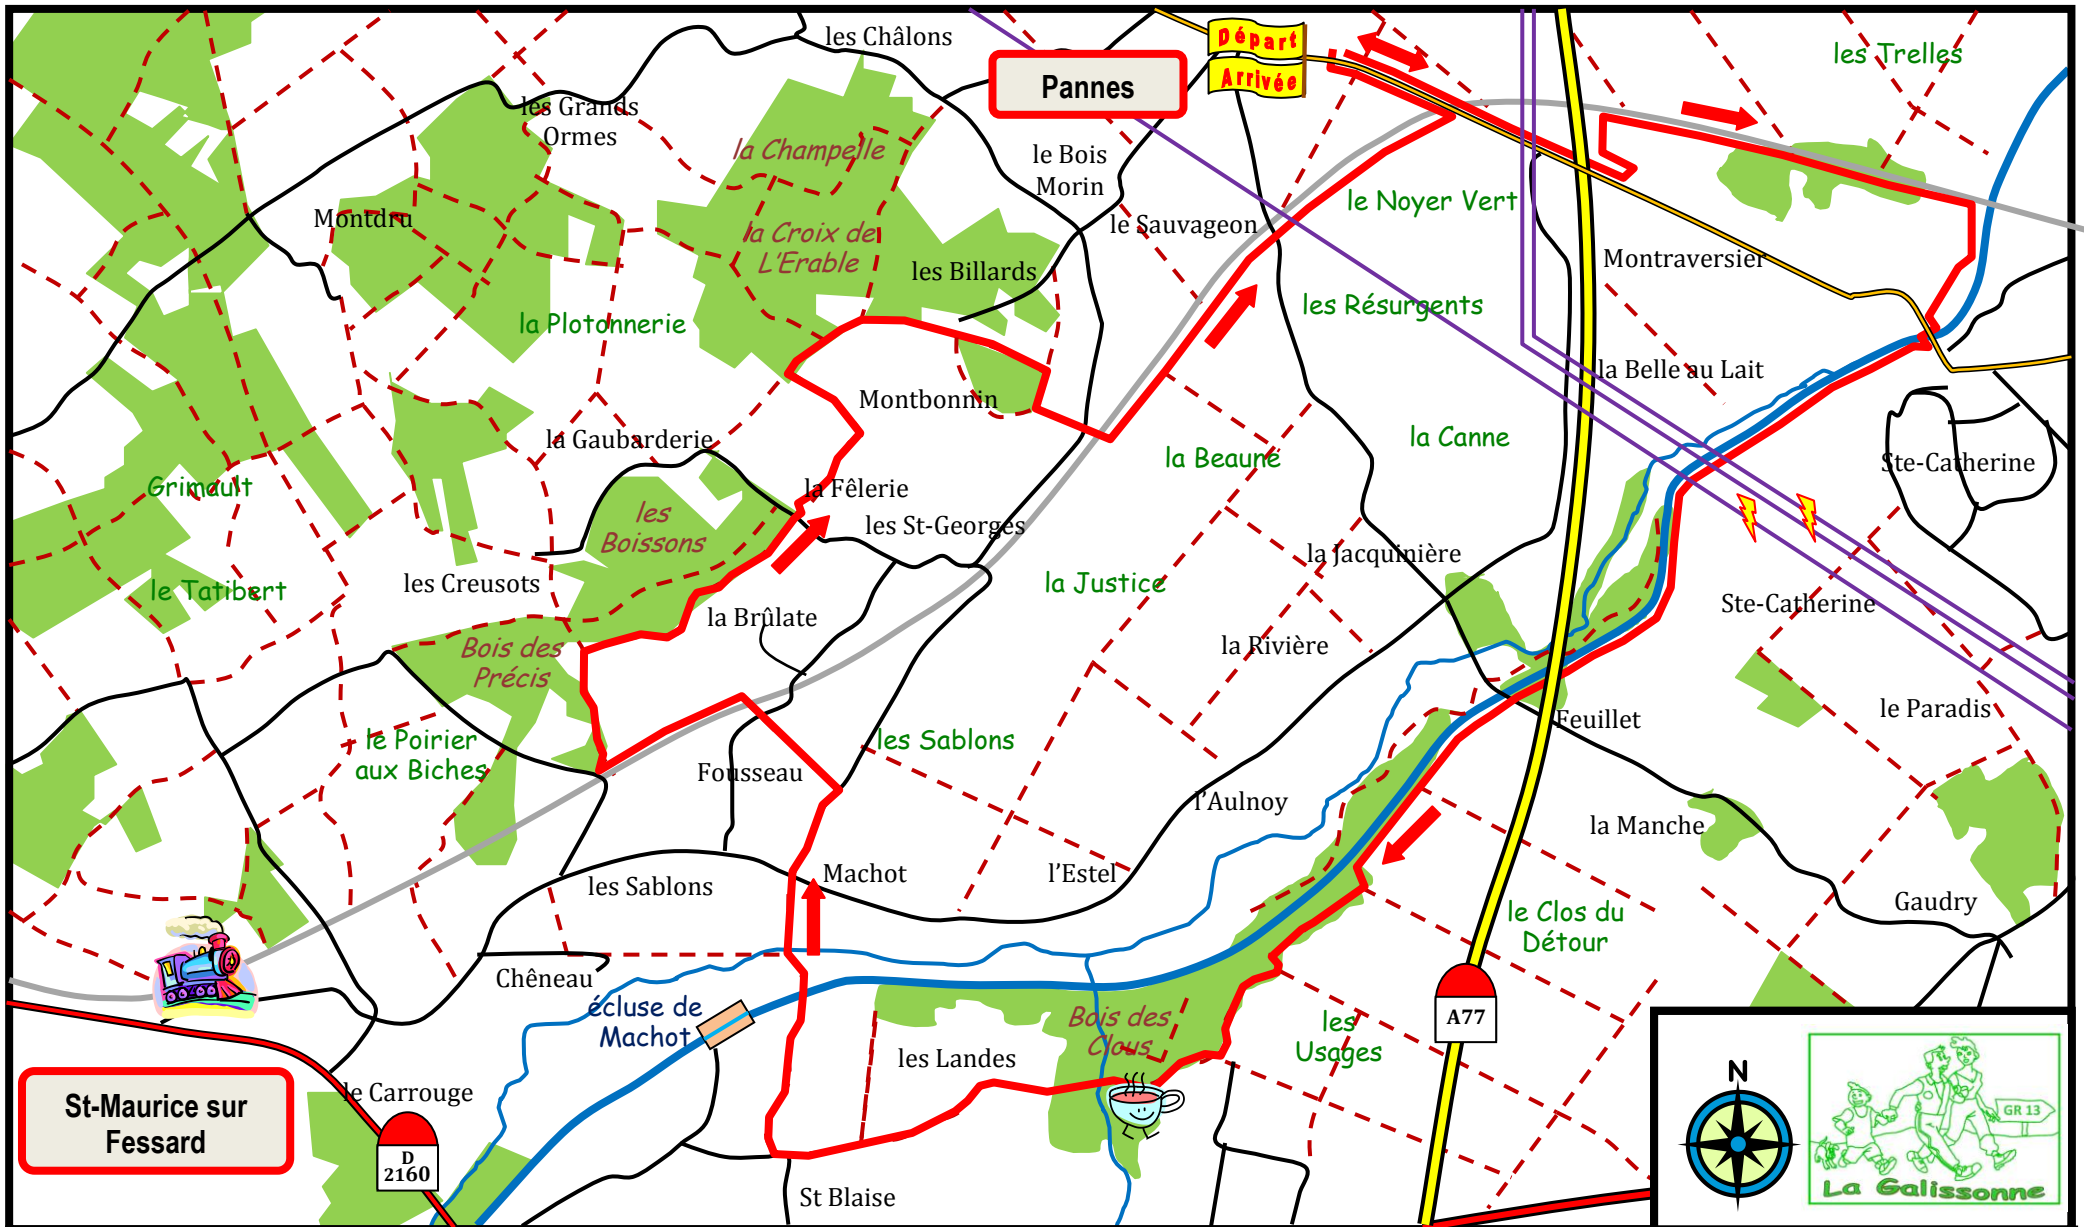 les Châlons
Départ
Arrivée
les Trelles
Pannes
les Grands
Ormes
la Champelle
le Bois
Morin
Montdru
le Noyer Vert
le Sauvageon
la Croix de
L'Erable
les Billards
Montraversier
les Résurgents
la Plotonnerie
la Belle au Lait
Montbonnin
la Gaubarderie
la Canne
la Beaune
Ste-Catherine
Grimault
la Fêlerie
les
Boissons
les St-Georges
la Jacquinière
les Creusots
le Tatibert
la Justice
la Brûlate
Ste-Catherine
Bois des
Précis
la Rivière
le Poirier
aux Biches
les Sablons
Feuillet
le Paradis
Fousseau
l'Aulnoy
la Manche
les Sablons
Machot
l'Estel
Gaudry
le Clos du
Détour
Chêneau
écluse de
Machot
Bois des
Clous
les
Usages
A77
les Landes
le Carrouge
St-Maurice sur
Fessard
D
2160
St Blaise
N
GR 13
La Galissonne